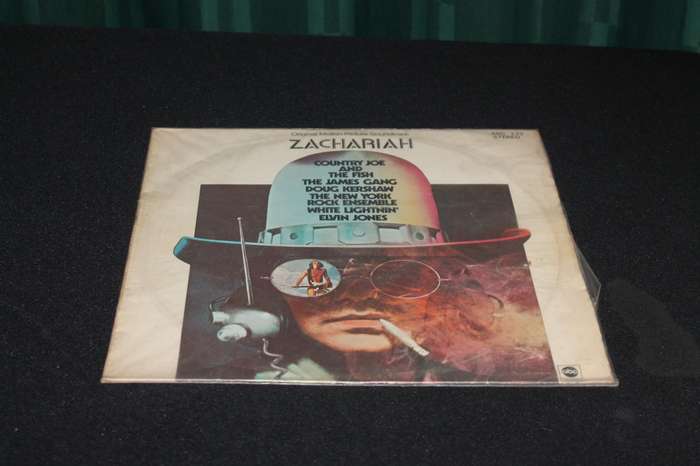 Original Motion Picture Soundtrack
ZACHARIAH
STEREO
COUNTRY JOE
AND
THE FISH
THE JAMES GANG
DOUG KERSHAW
THE NEW YORK
ROCK ENSEMBLE
WHITE LIGHTNIN'
ELVIN JONES
abc